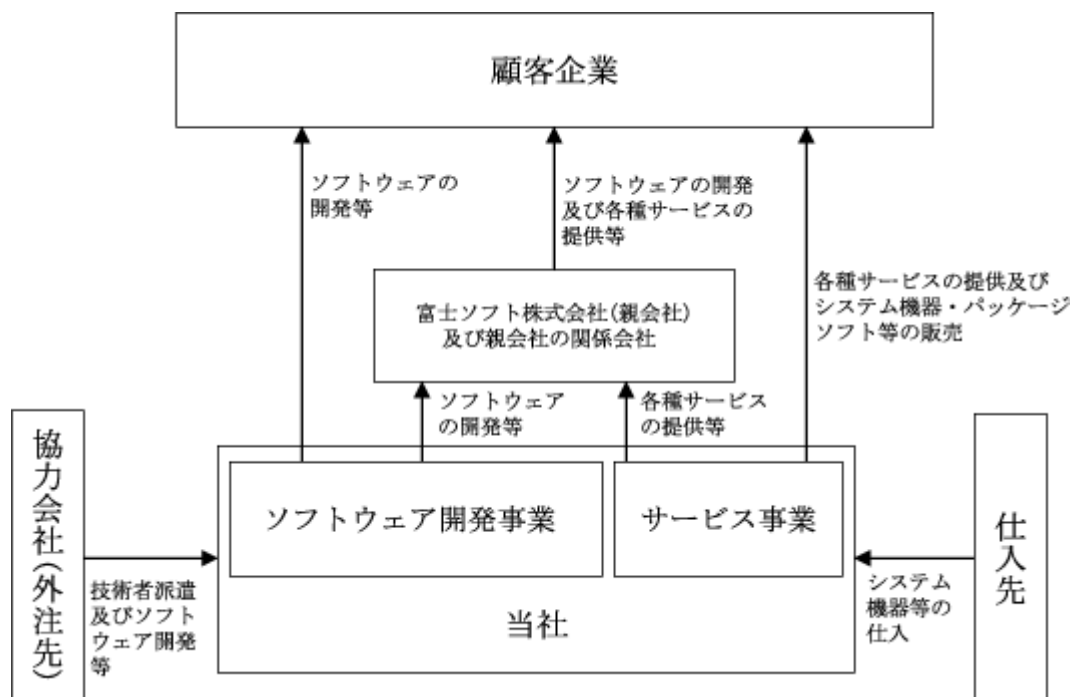 顧客企業
ソフトウェアの
開発等
ソフトウェアの開発
及び各種サービスの
提供等
各種サービスの提供及び
システム機器・パッケージ
ソフト等の販売
富士ソフト株式会社(親会社)
及び親会社の関係会社
ソフトウェア
の開発等
各種サービス
の提供等
協力会社(外注先)
ソフトウェア開発事業
サービス事業
仕入先
技術者派遣
及びソフト
ウェア開発
等
当社
システム
機器等の
仕入